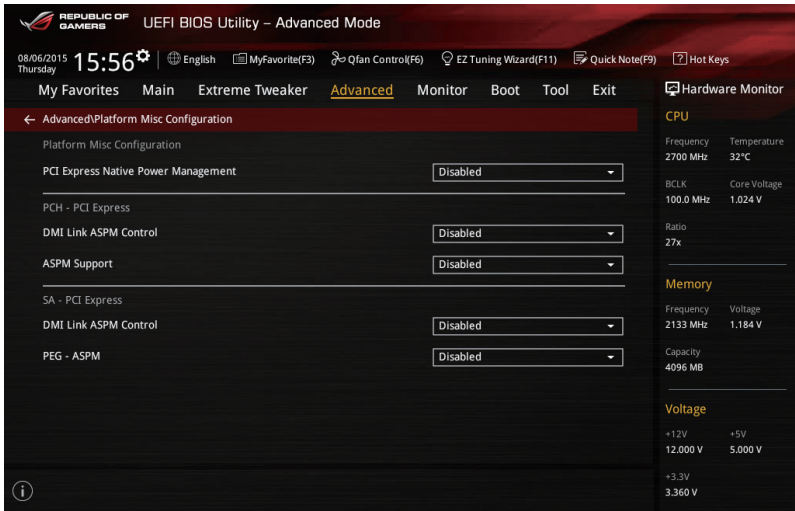 REPUBLIC OF
GAMERS
UEFI BIOS Utility – Advanced Mode
08/06/2015
Thursday
15:56
English
MyFavorite(F3)
Qfan Control(F6)
EZ Tuning Wizard(F11)
Quick Note(F9)
? Hot Keys
My Favorites Main Extreme Tweaker Advanced Monitor Boot Tool Exit
← Advanced\Platform Misc Configuration
Platform Misc Configuration
PCI Express Native Power Management Disabled
PCH - PCI Express
DMI Link ASPM Control Disabled
ASPM Support Disabled
SA - PCI Express
DMI Link ASPM Control Disabled
PEG - ASPM Disabled
Hardware Monitor
CPU
Frequency Temperature
2700 MHz 32°C
BCLK Core Voltage
100.0 MHz 1.024 V
Ratio
27x
Memory
Frequency Voltage
2133 MHz 1.184 V
Capacity
4096 MB
Voltage
+12V +5V
12.000 V 5.000 V
+3.3V
3.360 V
i